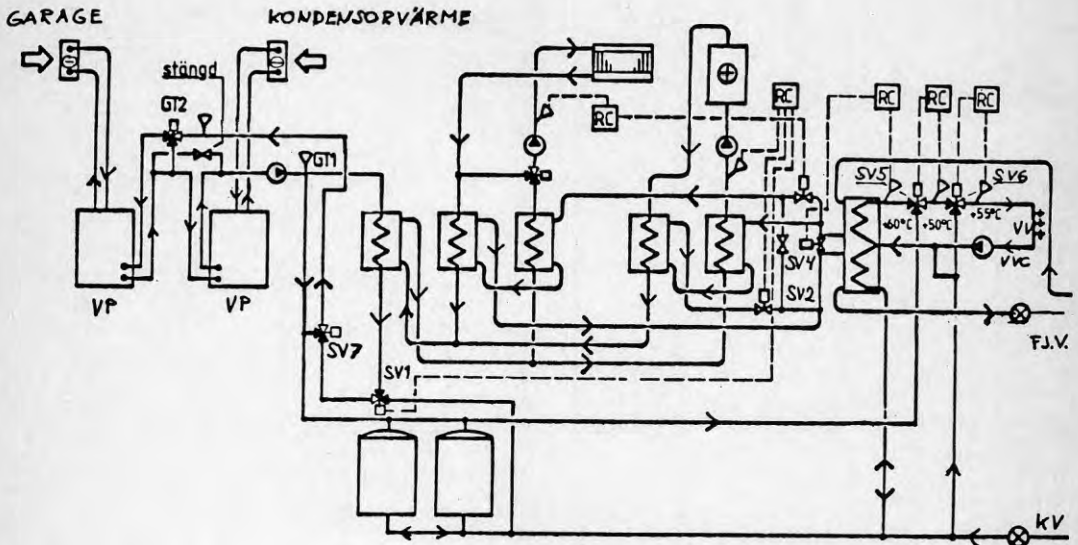 GARAGE
KONDENSORVÄRME
stängd
GT2
GT1
RC
RC
RC
RC
RC
SV5
SV6
+60°C
+50°C
+55°C
VV
VVC
SV4
SV2
VP
VP
SV7
SV1
FJ.V.
KV